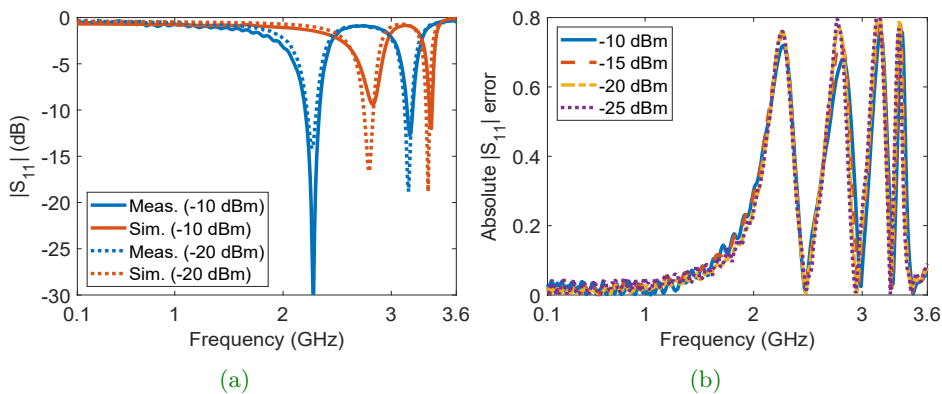 0
-5
-10
-15
-20
-25
-30
|S11| (dB)
Meas. (-10 dBm)
Sim. (-10 dBm)
Meas. (-20 dBm)
Sim. (-20 dBm)
0.1
1
2
3
3.6
Frequency (GHz)
(a)
0.8
0.6
0.4
0.2
0
Absolute |S11| error
-10 dBm
-15 dBm
-20 dBm
-25 dBm
0.1
1
2
3
3.6
Frequency (GHz)
(b)